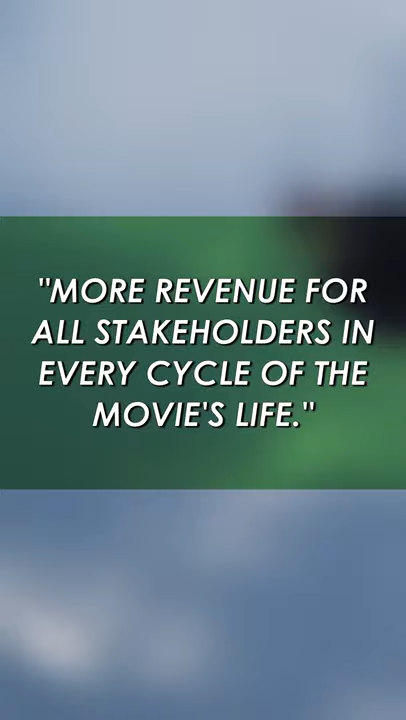 "MORE REVENUE FOR
ALL STAKEHOLDERS IN
EVERY CYCLE OF THE
MOVIE'S LIFE."